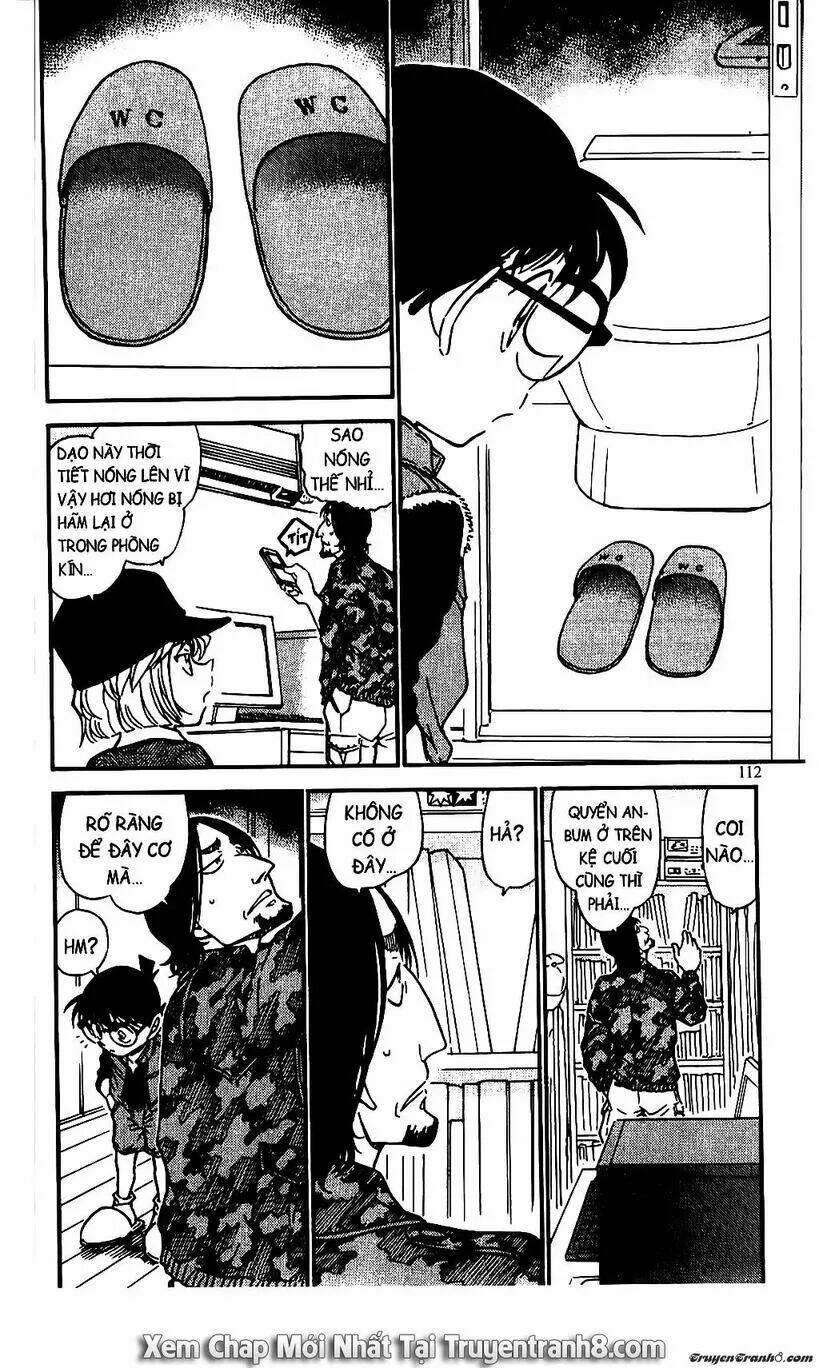 W C
W C
W C
W C
SAO
NÓNG
THẾ NHỈ...
TÍT
DẠO NÀY THỜI
TIẾT NÓNG LÊN VÌ
VẬY HƠI NÓNG BỊ
HÃM LẠI Ở
TRONG PHÒNG
KÍN...
112
COI
NÀO...
QUYỂN AN-
BUM Ở TRÊN
KỆ CUỐI
CÙNG THÌ
PHẢI...
HẢ?
KHÔNG
CÓ Ở
ĐÂY...
RÕ RÀNG
ĐỂ ĐÂY CƠ
MÀ...
HM?
Xem Chap Mới Nhất Tại Truyentranh8.com
TruyenTranh8.com